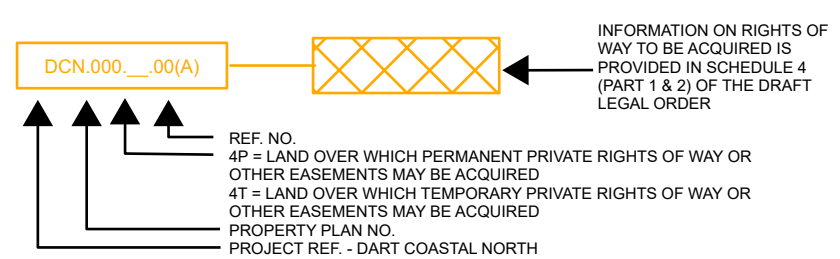 DCN.000.__.00(A)
INFORMATION ON RIGHTS OF
WAY TO BE ACQUIRED IS
PROVIDED IN SCHEDULE 4
(PART 1 & 2) OF THE DRAFT
LEGAL ORDER
REF. NO.
4P = LAND OVER WHICH PERMANENT PRIVATE RIGHTS OF WAY OR
OTHER EASEMENTS MAY BE ACQUIRED
4T = LAND OVER WHICH TEMPORARY PRIVATE RIGHTS OF WAY OR
OTHER EASEMENTS MAY BE ACQUIRED
PROPERTY PLAN NO.
PROJECT REF. - DART COASTAL NORTH